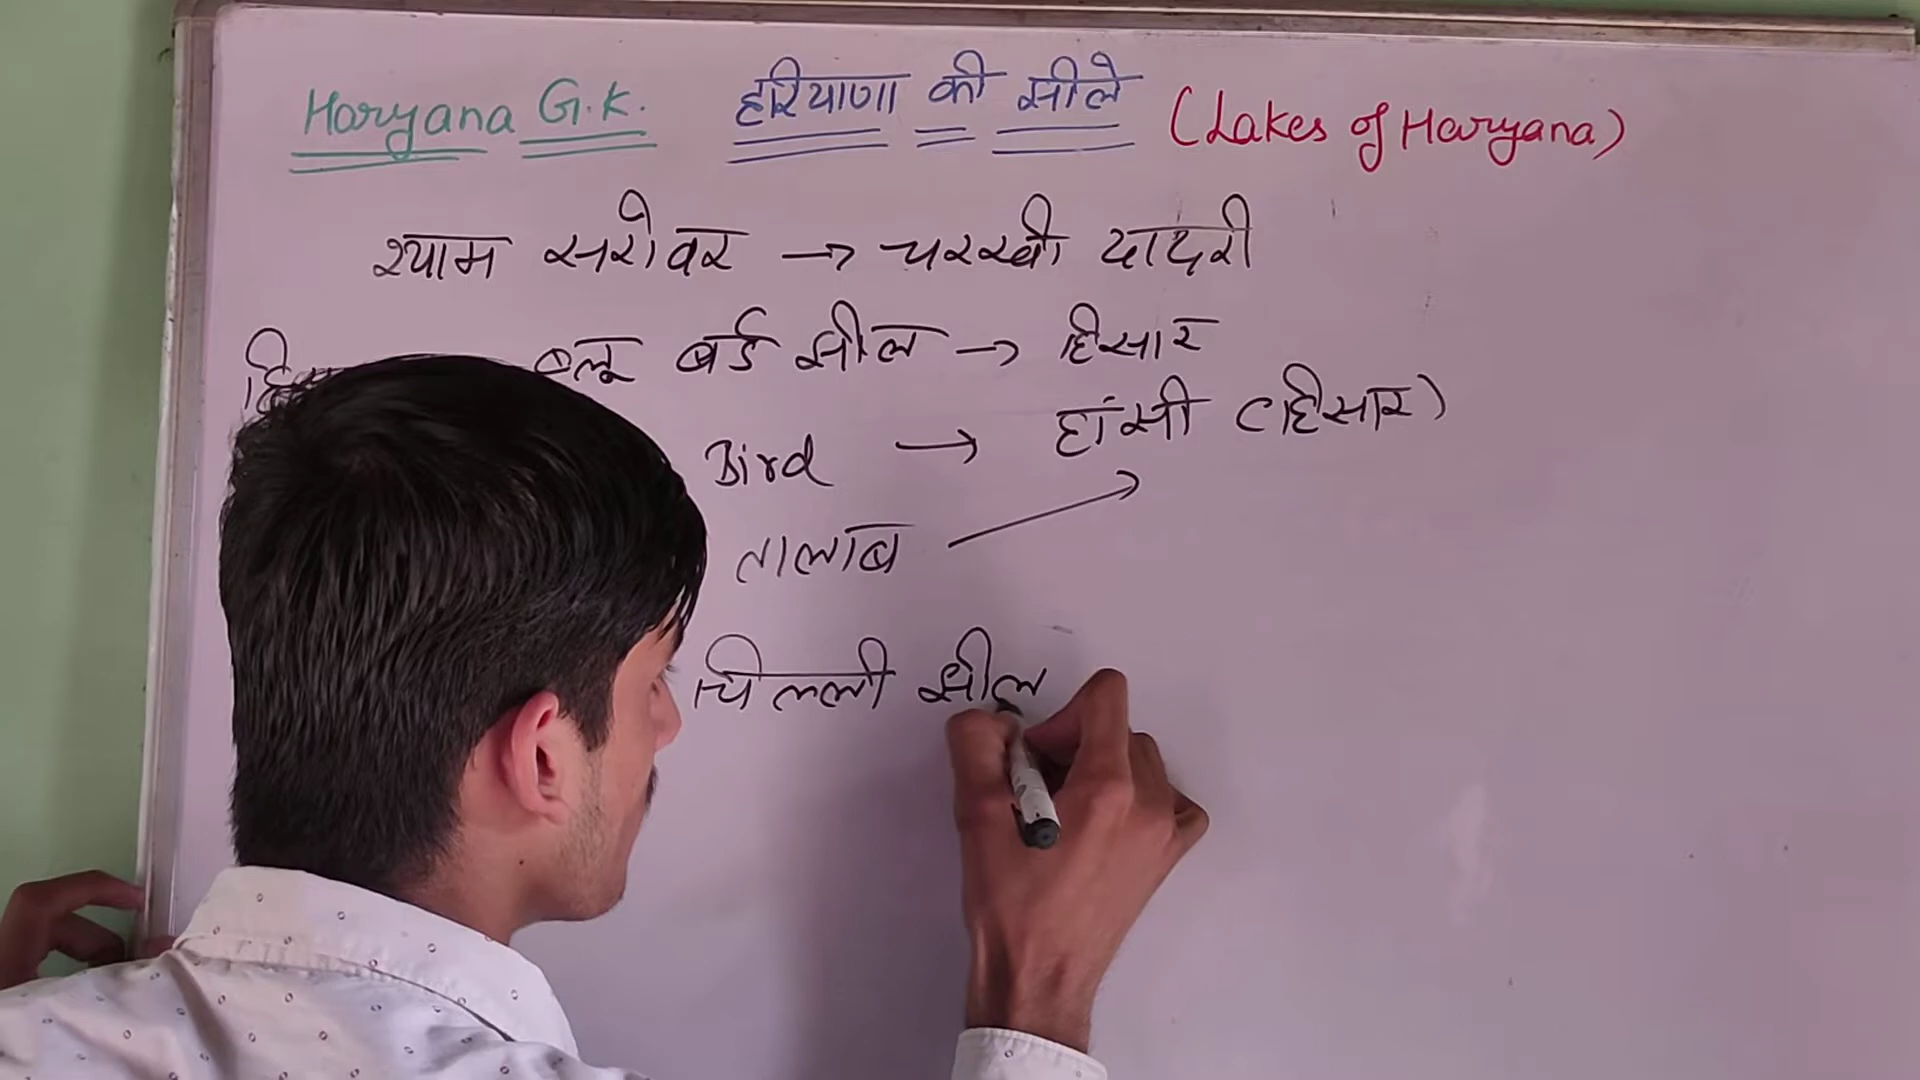 Haryana G.K. हरियाणा की झीले (Lakes of Haryana)
श्याम सरोवर → चरखी दादरी
ब्लू बर्ड झील → हिसार
Bird → हांसी (हिसार)
तालाब
चिल्ली झील